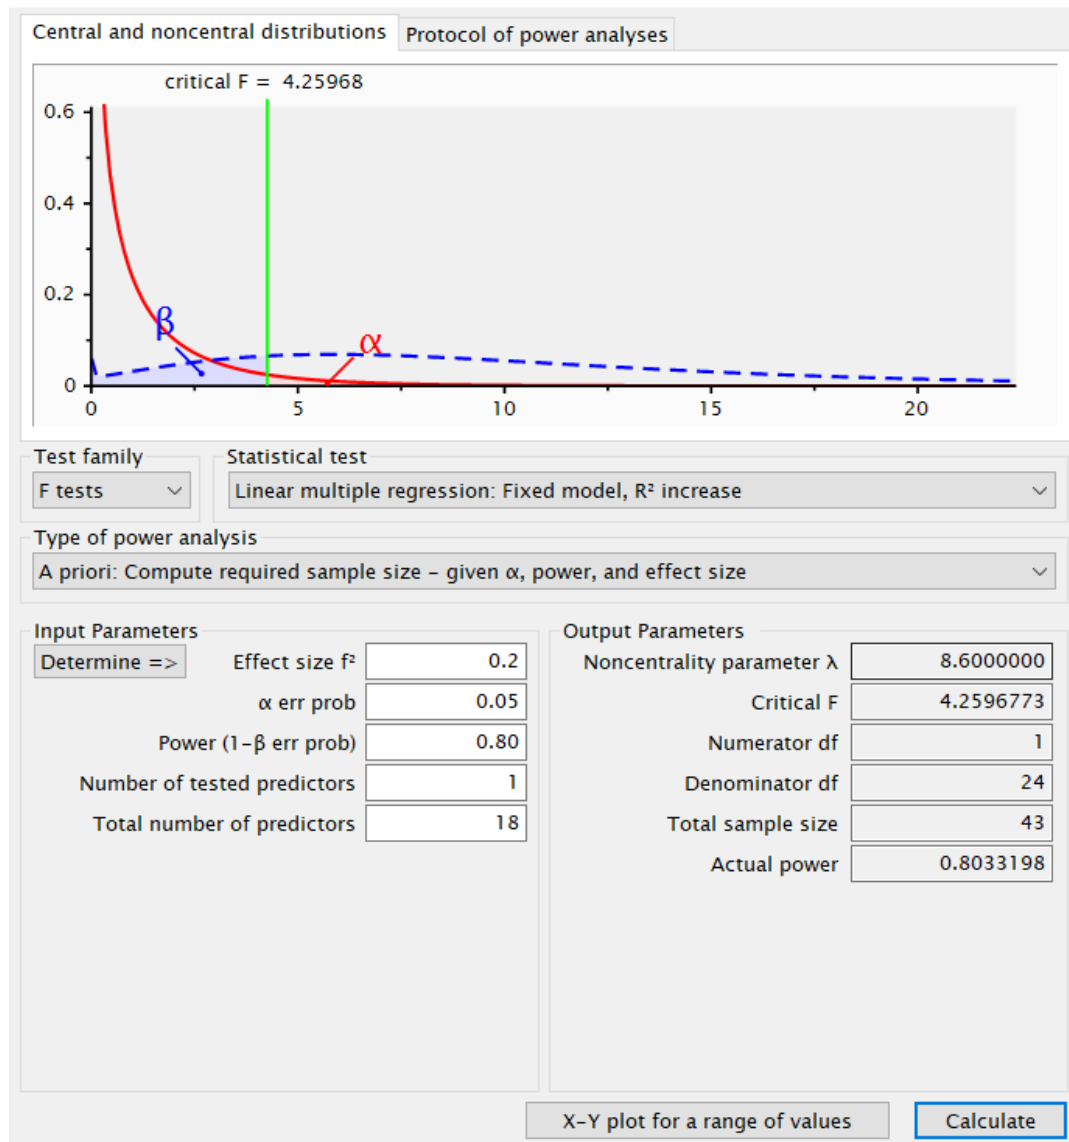 Central and noncentral distributions Protocol of power analyses
critical F = 4.25968
0.6
0.4
0.2
β
α
0
0 5 10 15 20
Test family Statistical test
F tests Linear multiple regression: Fixed model, R² increase
Type of power analysis
A priori: Compute required sample size – given α, power, and effect size
Input Parameters
Determine => Effect size f² 0.2
α err prob 0.05
Power (1–β err prob) 0.80
Number of tested predictors 1
Total number of predictors 18
Output Parameters
Noncentrality parameter λ 8.6000000
Critical F 4.2596773
Numerator df 1
Denominator df 24
Total sample size 43
Actual power 0.8033198
X–Y plot for a range of values Calculate